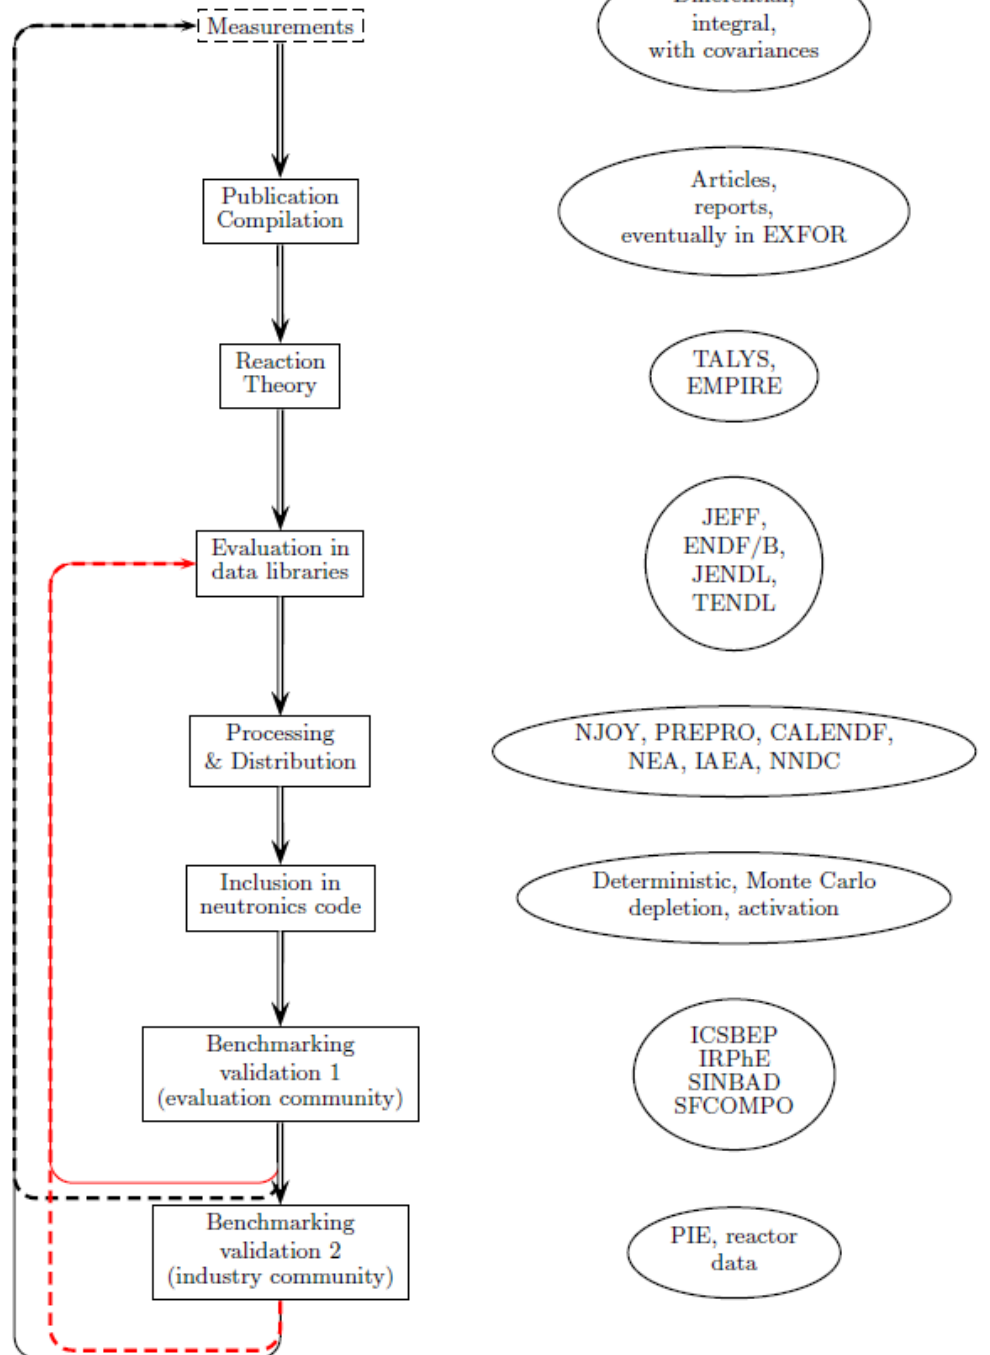 Measurements
Differential,
integral,
with covariances
Publication
Compilation
Articles,
reports,
eventually in EXFOR
Reaction
Theory
TALYS,
EMPIRE
Evaluation in
data libraries
JEFF,
ENDF/B,
JENDL,
TENDL
Processing
& Distribution
NJOY, PREPRO, CALENDF,
NEA, IAEA, NNDC
Inclusion in
neutronics code
Deterministic, Monte Carlo
depletion, activation
Benchmarking
validation 1
(evaluation community)
ICSBEP
IRPhE
SINBAD
SFCOMPO
Benchmarking
validation 2
(industry community)
PIE, reactor
data